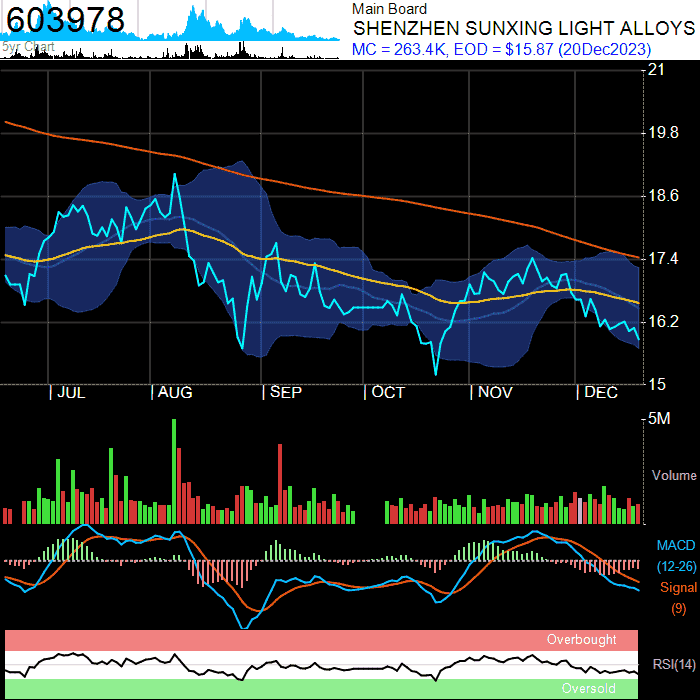 603978
5yr Chart
Main Board
SHENZHEN SUNXING LIGHT ALLOYS
MC = 263.4K, EOD = $15.87 (20Dec2023)
21
19.8
18.6
17.4
16.2
15
JUL
AUG
SEP
OCT
NOV
DEC
5M
Volume
MACD
(12-26)
Signal
(9)
Overbought
RSI(14)
Oversold